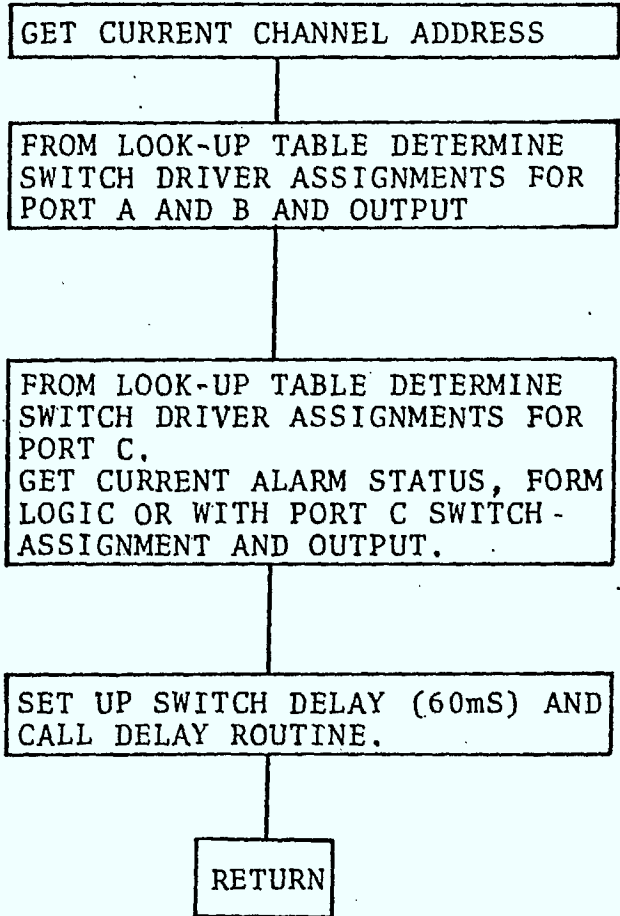 GET CURRENT CHANNEL ADDRESS
FROM LOOK-UP TABLE DETERMINE
SWITCH DRIVER ASSIGNMENTS FOR
PORT A AND B AND OUTPUT
FROM LOOK-UP TABLE DETERMINE
SWITCH DRIVER ASSIGNMENTS FOR
PORT C.
GET CURRENT ALARM STATUS, FORM
LOGIC OR WITH PORT C SWITCH-
ASSIGNMENT AND OUTPUT.
SET UP SWITCH DELAY (60mS) AND
CALL DELAY ROUTINE.
RETURN